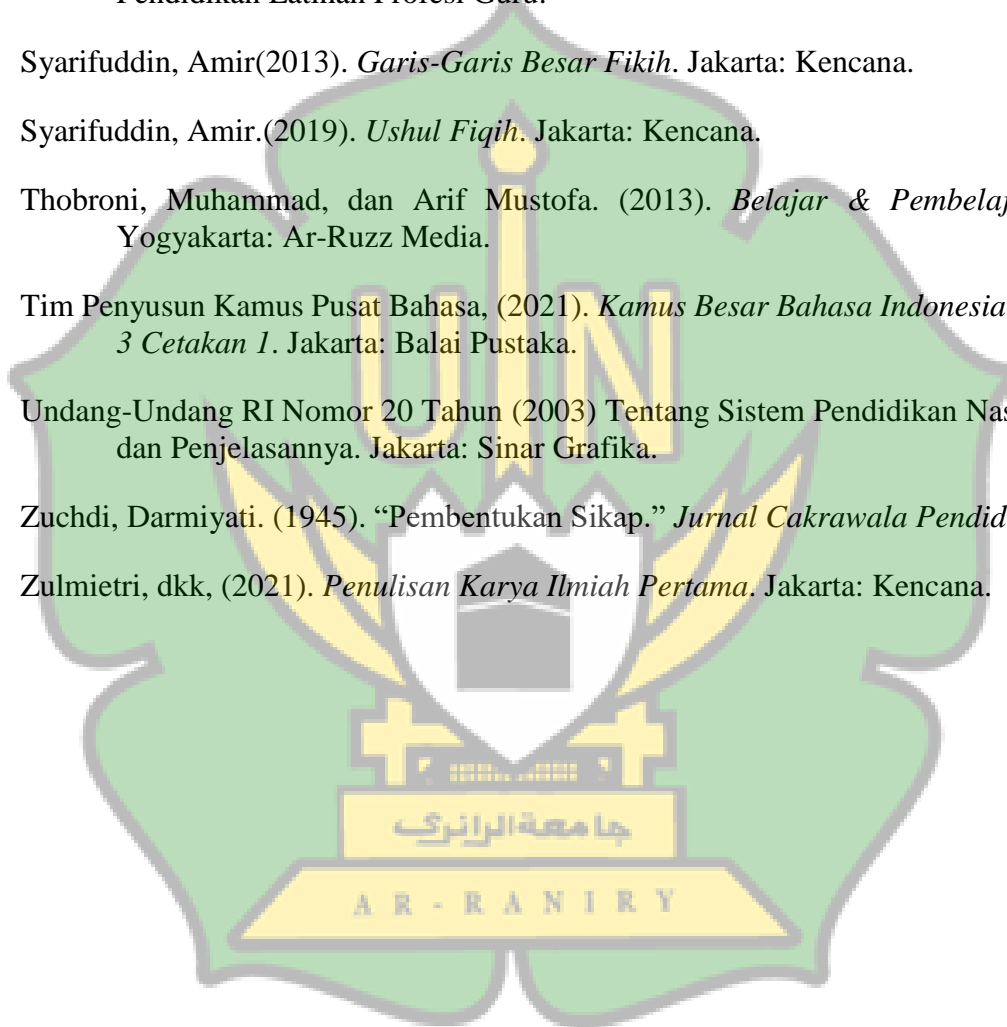 Pendidikan Latihan Profesi Guru.
Syarifuddin, Amir(2013). Garis-Garis Besar Fikih. Jakarta: Kencana.
Syarifuddin, Amir.(2019). Ushul Fiqih. Jakarta: Kencana.
Thobroni, Muhammad, dan Arif Mustofa. (2013). Belajar & Pembelaj
Yogyakarta: Ar-Ruzz Media.
Tim Penyusun Kamus Pusat Bahasa, (2021). Kamus Besar Bahasa Indonesia
3 Cetakan 1. Jakarta: Balai Pustaka.
Undang-Undang RI Nomor 20 Tahun (2003) Tentang Sistem Pendidikan Nas
dan Penjelasannya. Jakarta: Sinar Grafika.
Zuchdi, Darmiyati. (1945). “Pembentukan Sikap.” Jurnal Cakrawala Pendid
Zulmietri, dkk, (2021). Penulisan Karya Ilmiah Pertama. Jakarta: Kencana.
UIN
جامعة الرانري
AR-RANIRY